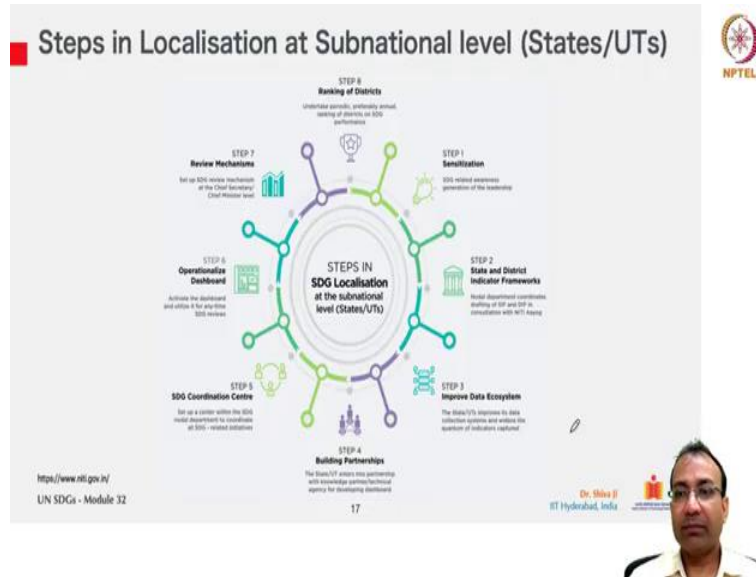 Steps in Localisation at Subnational level (States/UTs)
NPTEL
STEP 8
Ranking of Districts
Undertake periodic, preferably annual,
ranking of districts on SDG
performance
STEP 1
Sensitization
SDG related awareness
generation of the leadership
STEP 2
State and District
Indicator Frameworks
Nodal department coordinates
drafting of SIF and DIF in
consultation with NITI Aayog
STEP 3
Improve Data Ecosystem
The State/UTs improves its data
collection systems and widens the
quantum of indicators captured
STEP 4
Building Partnerships
The State/UT enters into partnership
with knowledge partner/technical
agency for developing dashboard
STEP 5
SDG Coordination Centre
Set up a center within the SDG
nodal department to coordinate
all SDG - related initiatives
STEP 6
Operationalize
Dashboard
Activate the dashboard
and utilize it for any-time
SDG reviews
STEP 7
Review Mechanisms
Set up SDG review mechanism
at the Chief Secretary/
Chief Minister level
STEPS IN
SDG Localisation
at the subnational
level (States/UTs)
https://www.niti.gov.in/
UN SDGs - Module 32
17
Dr. Shiva Ji
IIT Hyderabad, India